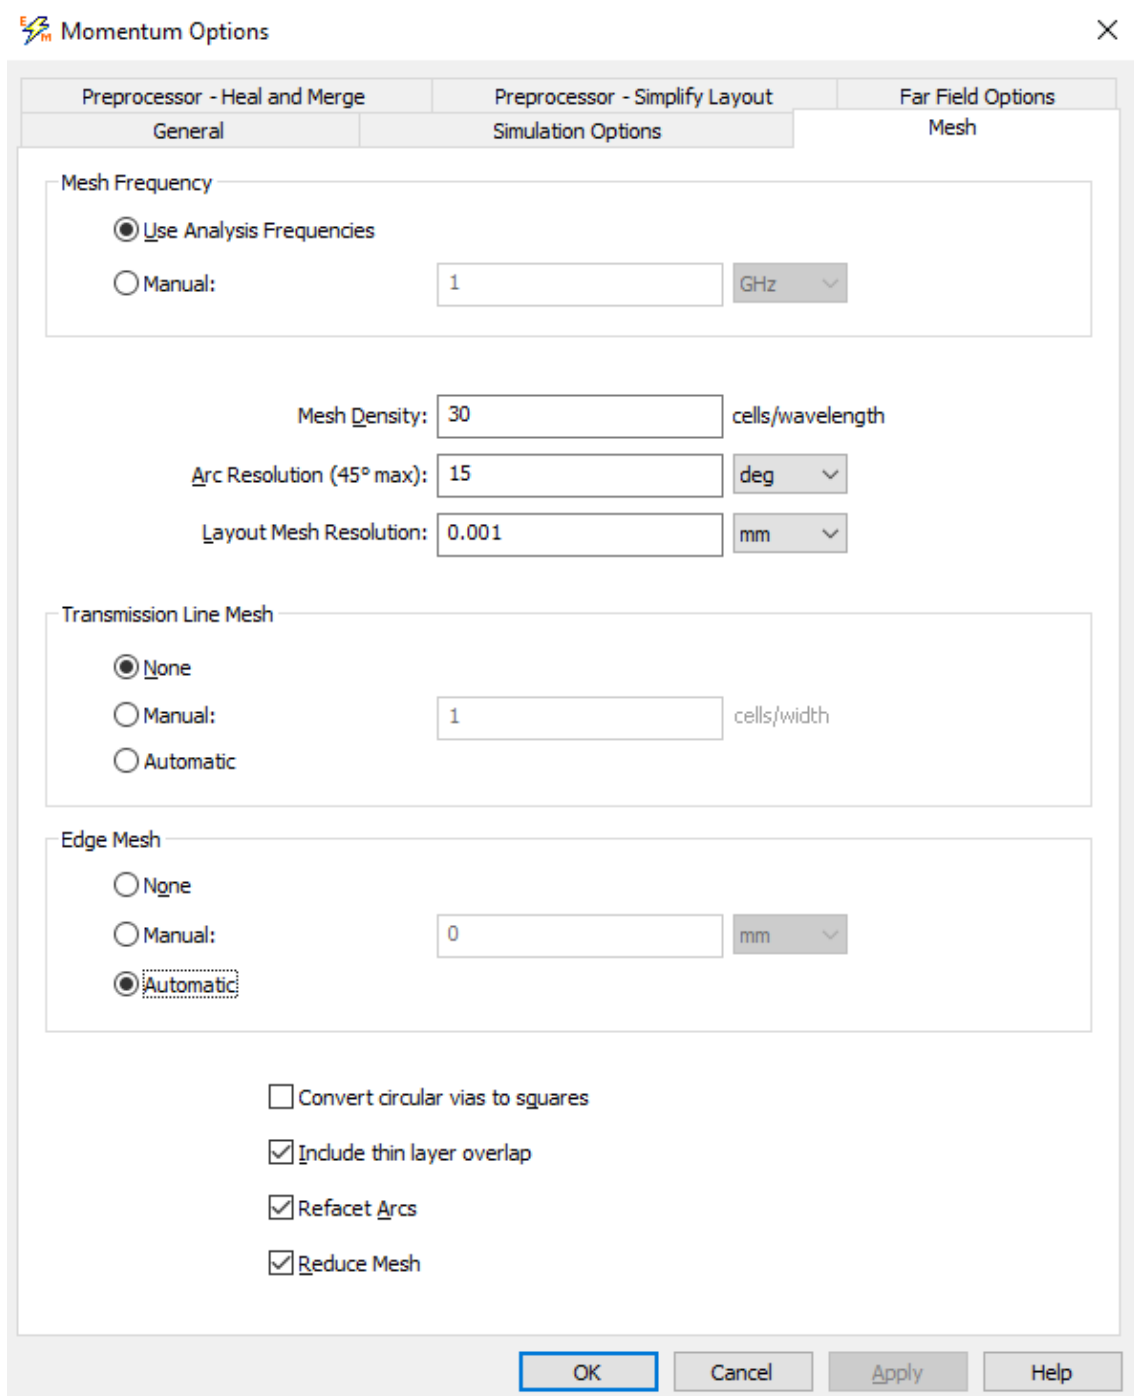 Momentum Options
Preprocessor - Heal and Merge Preprocessor - Simplify Layout Far Field Options
General Simulation Options Mesh
Mesh Frequency
Use Analysis Frequencies
Manual: 1 GHz
Mesh Density: 30 cells/wavelength
Arc Resolution (45° max): 15 deg
Layout Mesh Resolution: 0.001 mm
Transmission Line Mesh
None
Manual: 1 cells/width
Automatic
Edge Mesh
None
Manual: 0 mm
Automatic
Convert circular vias to squares
Include thin layer overlap
Refacet Arcs
Reduce Mesh
OK Cancel Apply Help